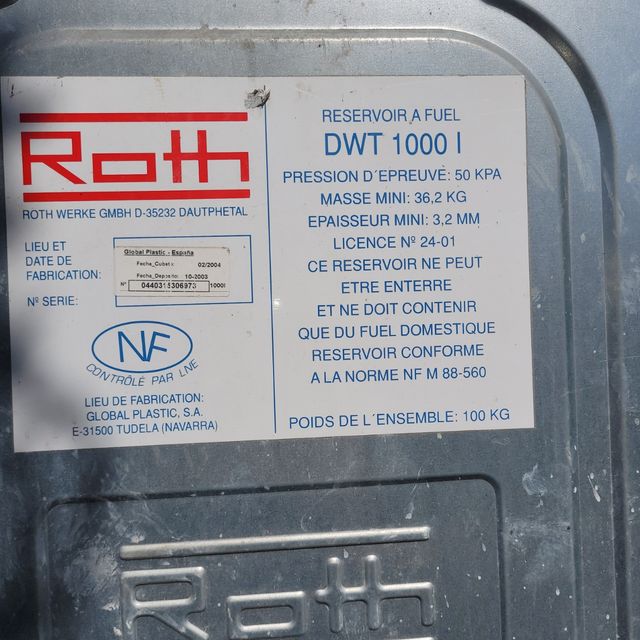 Roth
ROTH WERKE GMBH D-35232 DAUTPHETAL
LIEU ET
DATE DE
FABRICATION:
Global Plastic - España
Fecha_Cubeta: 02/2004
Fecha_Deposito: 10-2003
Nº 0440315306973 1000l
Nº SERIE:
NF
CONTRÔLÉ PAR LNE
LIEU DE FABRICATION:
GLOBAL PLASTIC, S.A.
E-31500 TUDELA (NAVARRA)
RESERVOIR A FUEL
DWT 1000 l
PRESSION D´EPREUVE: 50 KPA
MASSE MINI: 36,2 KG
EPAISSEUR MINI: 3,2 MM
LICENCE Nº 24-01
CE RESERVOIR NE PEUT
ETRE ENTERRE
ET NE DOIT CONTENIR
QUE DU FUEL DOMESTIQUE
RESERVOIR CONFORME
A LA NORME NF M 88-560
POIDS DE L´ENSEMBLE: 100 KG
Roth